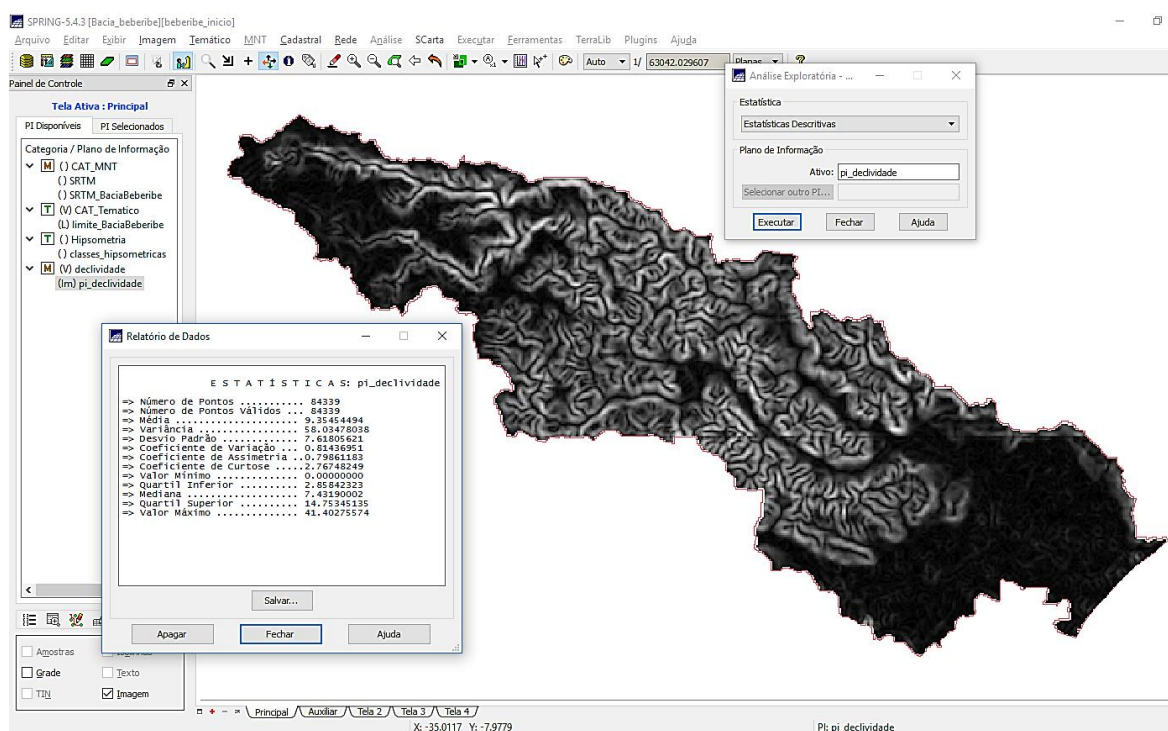 SPRING-5.4.3 [Bacia_beberibe][beberibe_inicio]
Arquivo Editar Exibir Imagem Temático MNT Cadastral Rede Análise SCarta Executar Ferramentas TerraLib Plugins Ajuda
Auto 1/ 63042.029607 Planas
Painel de Controle
Tela Ativa : Principal
PI Disponíveis PI Selecionados
Categoria / Plano de Informação
M () CAT_MNT
() SRTM
() SRTM_BaciaBeberibe
T (V) CAT_Tematico
(L) limite_BaciaBeberibe
T () Hipsometria
() classes_hipsometricas
M (V) declividade
(Im) pi_declividade
Análise Exploratória - ...
Estatística
Estatísticas Descritivas
Plano de Informação
Ativo: pi_declividade
Selecionar outro PI...
Executar Fechar Ajuda
Relatório de Dados
E S T A T Í S T I C A S: pi_declividade
=> Número de Pontos ........... 84339
=> Número de Pontos Válidos ... 84339
=> Média .................... 9.35454494
=> Variância ................ 58.03478038
=> Desvio Padrão ............ 7.61805621
=> Coeficiente de Variação ... 0.81436951
=> Coeficiente de Assimetria ..0.79861183
=> Coeficiente de Curtose .....2.76748249
=> Valor Mínimo .............. 0.00000000
=> Quartil Inferior .......... 2.85842323
=> Mediana .................. 7.43190002
=> Quartil Superior .......... 14.75345135
=> Valor Máximo ............. 41.40275574
Salvar...
Apagar Fechar Ajuda
Amostras
Grade Texto
TIN Imagem
Principal Auxiliar Tela 2 Tela 3 Tela 4
X: -35.0117 Y: -7.9779 PI: pi_declividade